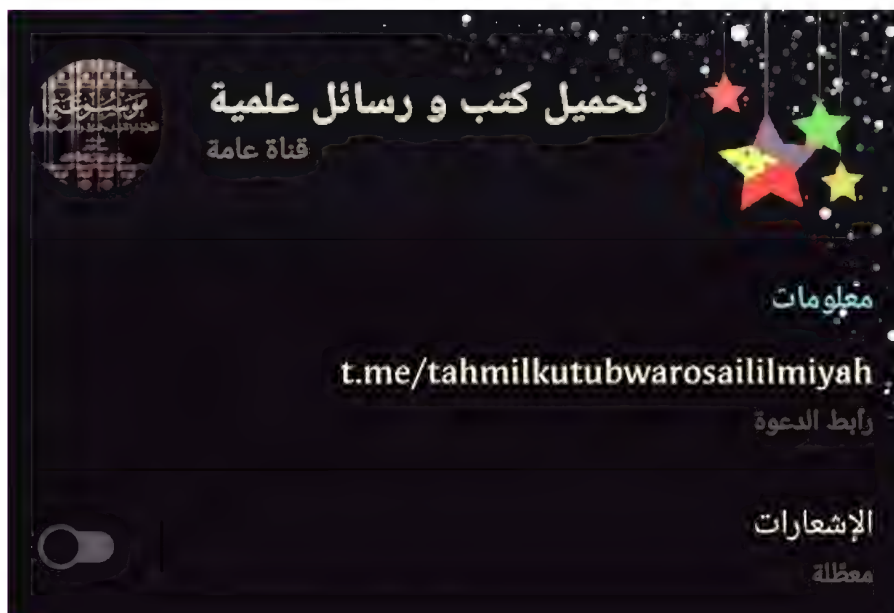 تحميل كتب و رسائل علمية
قناة عامة
معلومات
t.me/tahmilkutubwarosaililmiyah
رابط الدعوة
الإشعارات
معطّلة